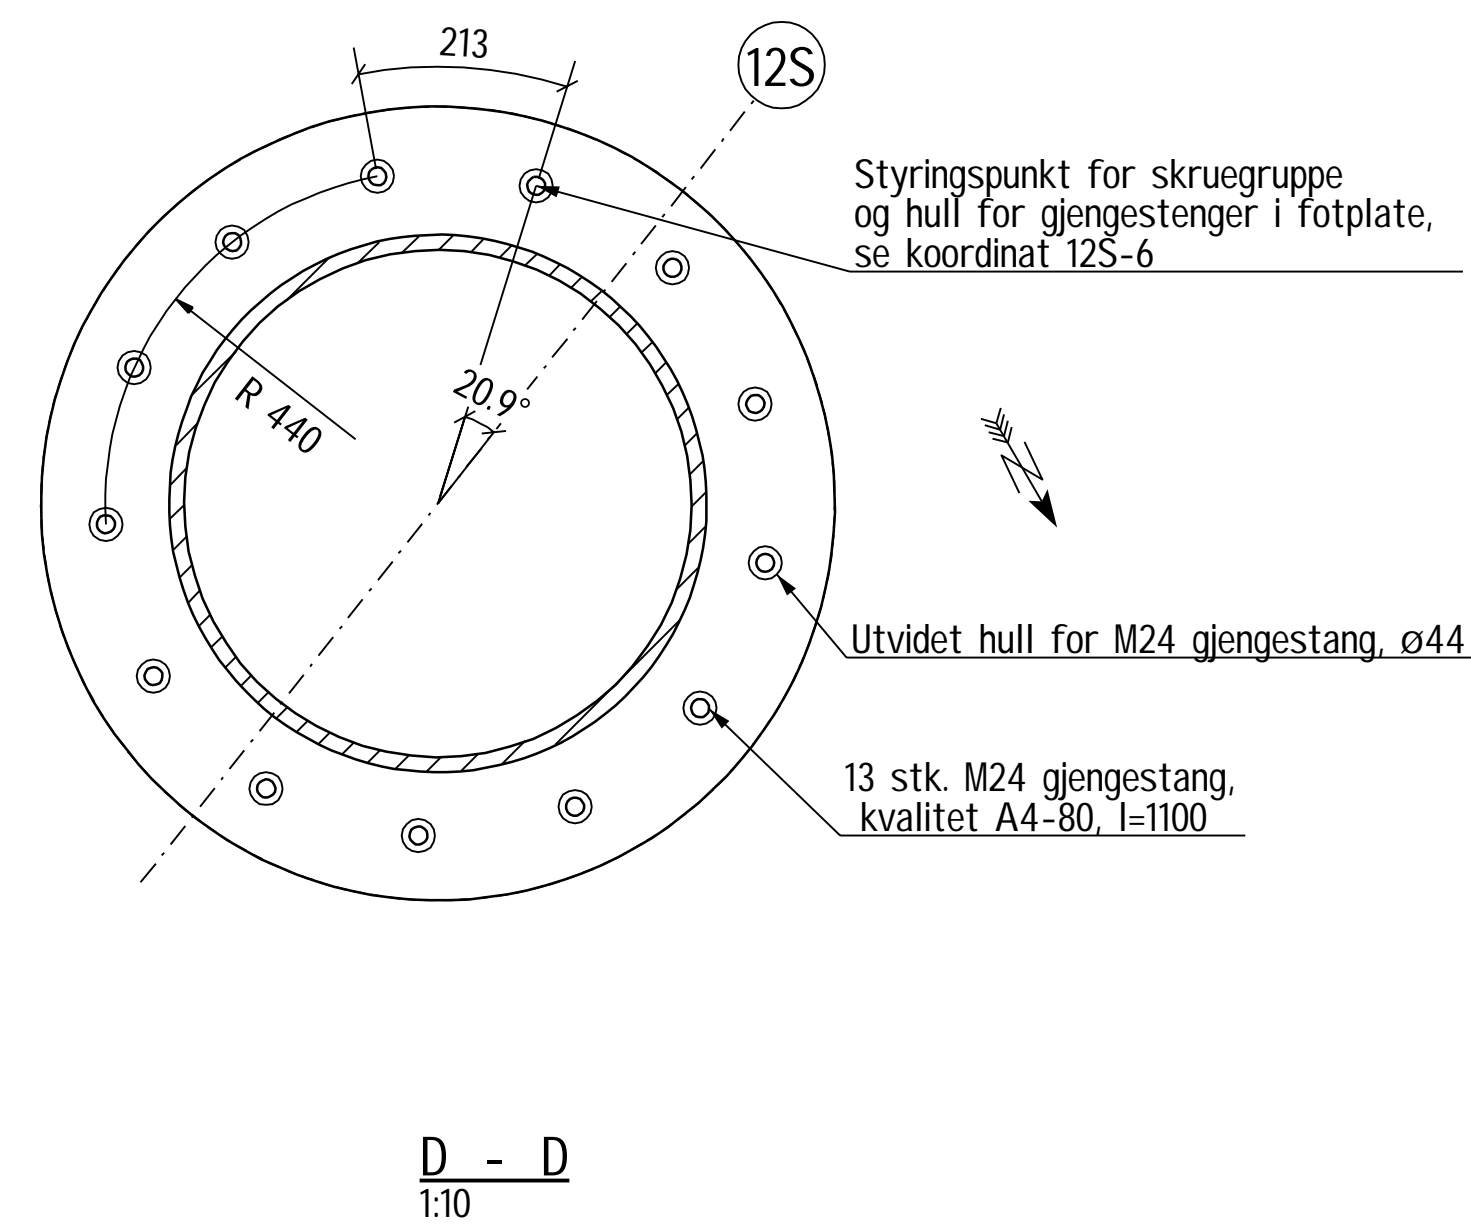 213
12S
Styringspunkt for skruegruppe
og hull for gjengestenger i fotplate,
se koordinat 12S-6
20.9°
R 440
N
Utvidet hull for M24 gjengestang, ø44
13 stk. M24 gjengestang,
kvalitet A4-80, l=1100
D - D
1:10